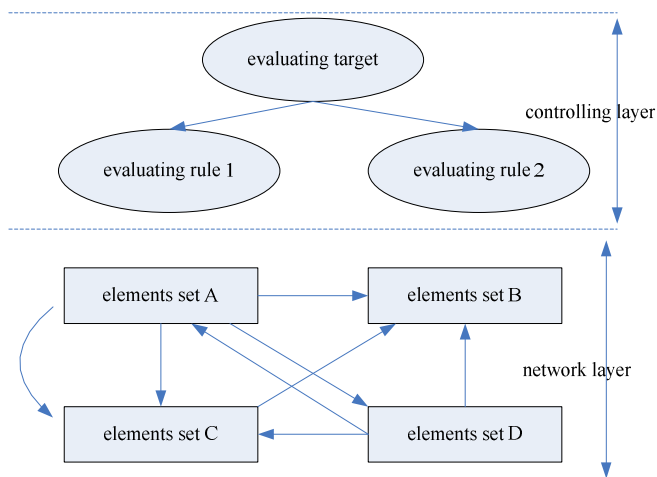 evaluating target
controlling layer
evaluating rule 1
evaluating rule 2
elements set A
elements set B
network layer
elements set C
elements set D